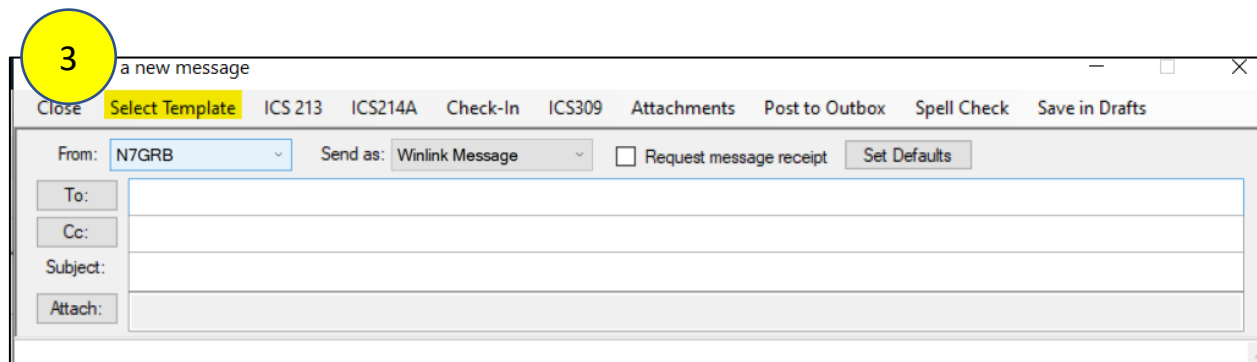 3
a new message
Close Select Template ICS 213 ICS214A Check-In ICS309 Attachments Post to Outbox Spell Check Save in Drafts
From: N7GRB Send as: Winlink Message Request message receipt Set Defaults
To:
Cc:
Subject:
Attach: